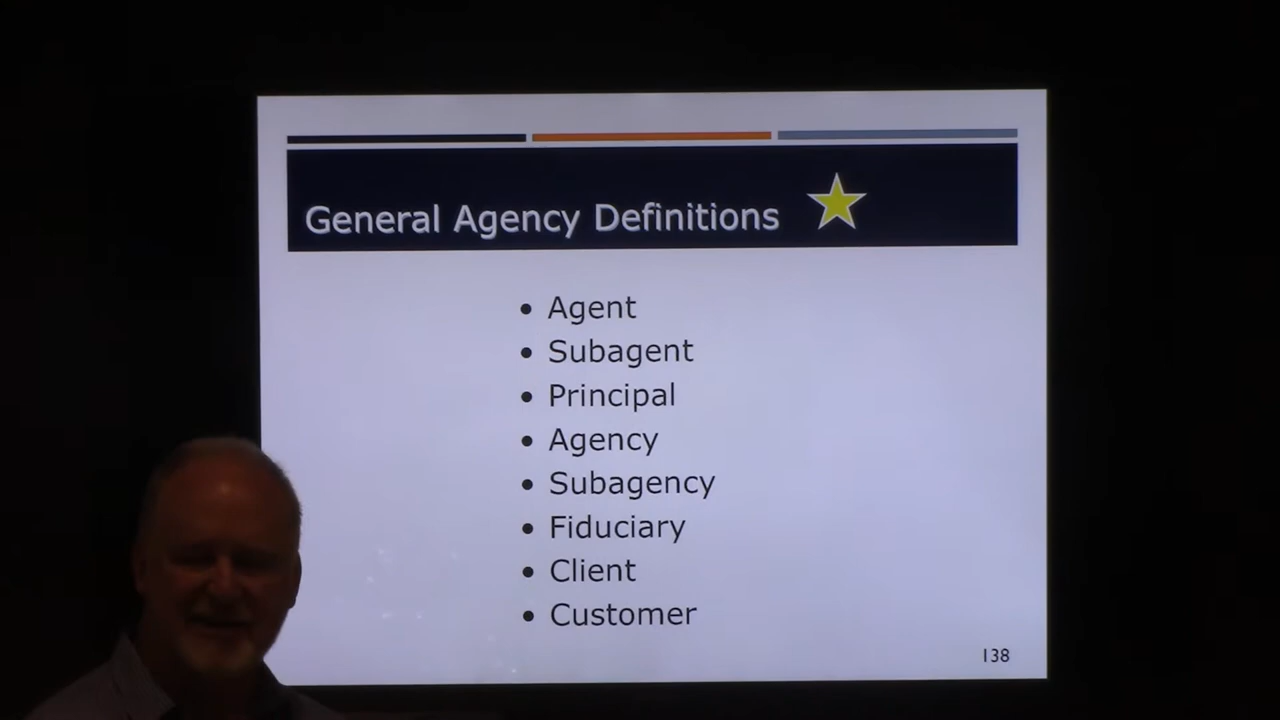 General Agency Definitions
• Agent
• Subagent
• Principal
• Agency
• Subagency
• Fiduciary
• Client
• Customer
138